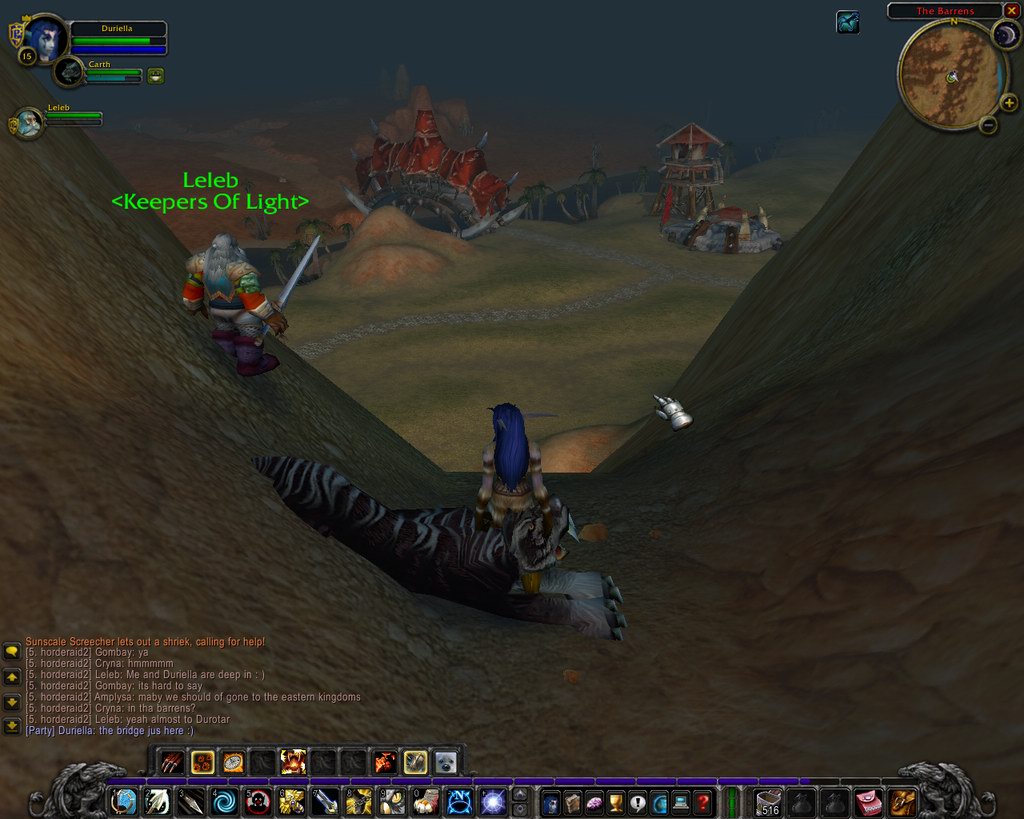 Duriella
The Barrens
N
15
Carth
Leleb
Leleb
<Keepers Of Light>
Sunscale Screecher lets out a shriek, calling for help!
[5. horderaid2] Gombay: ya
[5. horderaid2] Cryna: hmmmmm
[5. horderaid2] Leleb: Me and Duriella are deep in : )
[5. horderaid2] Gombay: its hard to say
[5. horderaid2] Amplysa: maby we should of gone to the eastern kingdoms
[5. horderaid2] Cryna: in tha barrens?
[5. horderaid2] Leleb: yeah almost to Durotar
[Party] Duriella: the bridge jus here :)
516